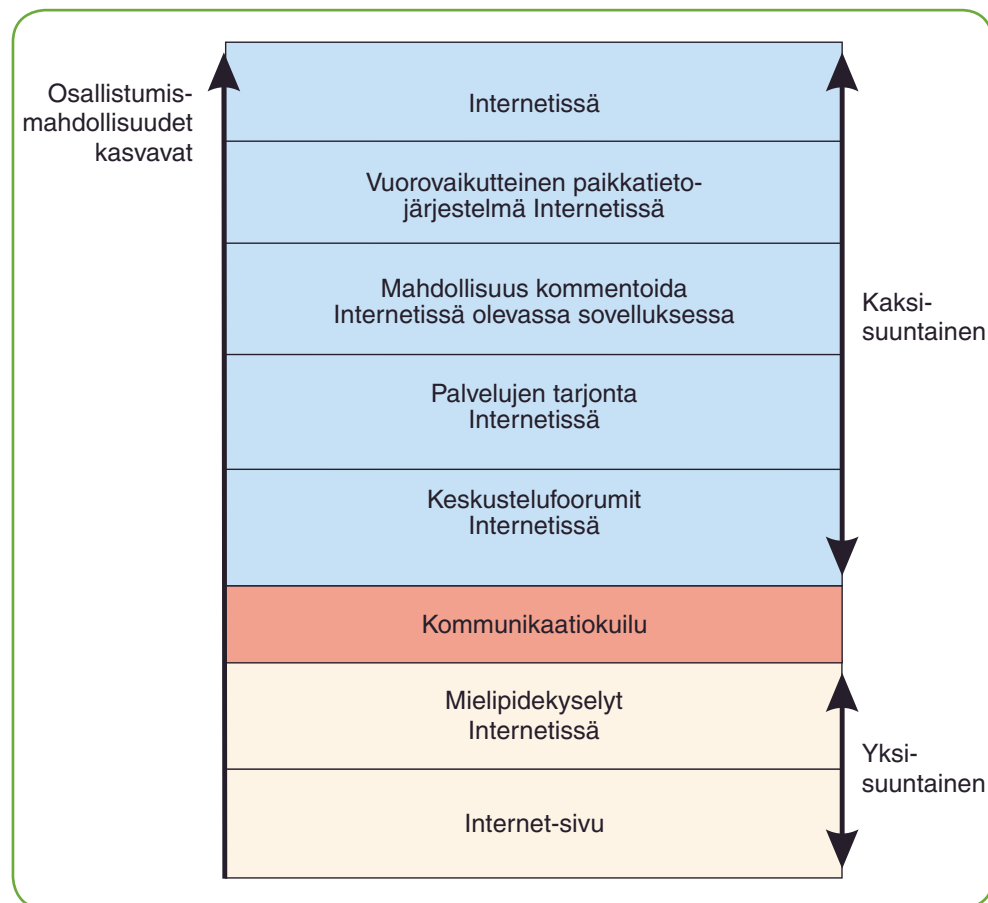 Osallistumis-
mahdollisuudet
kasvavat
Internetissä
Vuorovaikutteinen paikkatieto-
järjestelmä Internetissä
Mahdollisuus kommentoida
Internetissä olevassa sovelluksessa
Palvelujen tarjonta
Internetissä
Keskustelufoorumit
Internetissä
Kaksi-
suuntainen
Kommunikaatiokuilu
Mielipidekyselyt
Internetissä
Internet-sivu
Yksi-
suuntainen